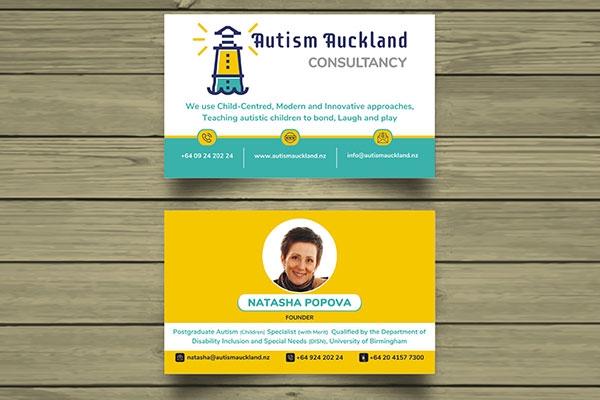 Autism Auckland
CONSULTANCY
We use Child-Centred, Modern and Innovative approaches,
Teaching autistic children to bond, Laugh and play
+64 09 24 202 24
www.autismauckland.nz
info@autismauckland.nz
NATASHA POPOVA
FOUNDER
Postgraduate Autism (Children) Specialist (with Merit) Qualified by the Department of
Disability Inclusion and Special Needs (DISN), University of Birmingham
natasha@autismauckland.nz
+64 924 202 24
+64 20 4157 7300